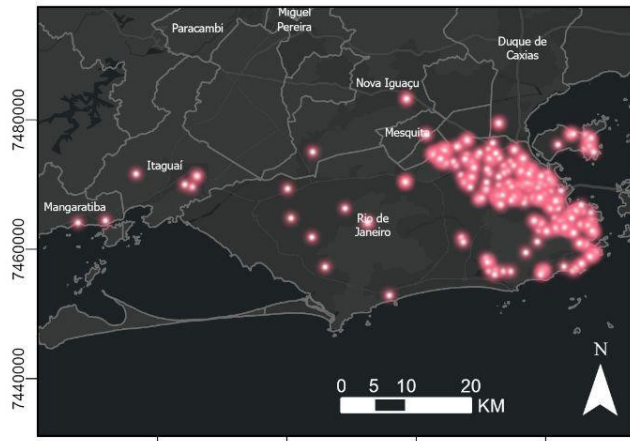 Miguel
Pereira
Paracambi
Duque de
Caxias
Nova Iguaçu
7480000
Mesquita
Itaguaí
Mangaratiba
Rio de
Janeiro
7460000
7440000
N
0 5 10 20
KM